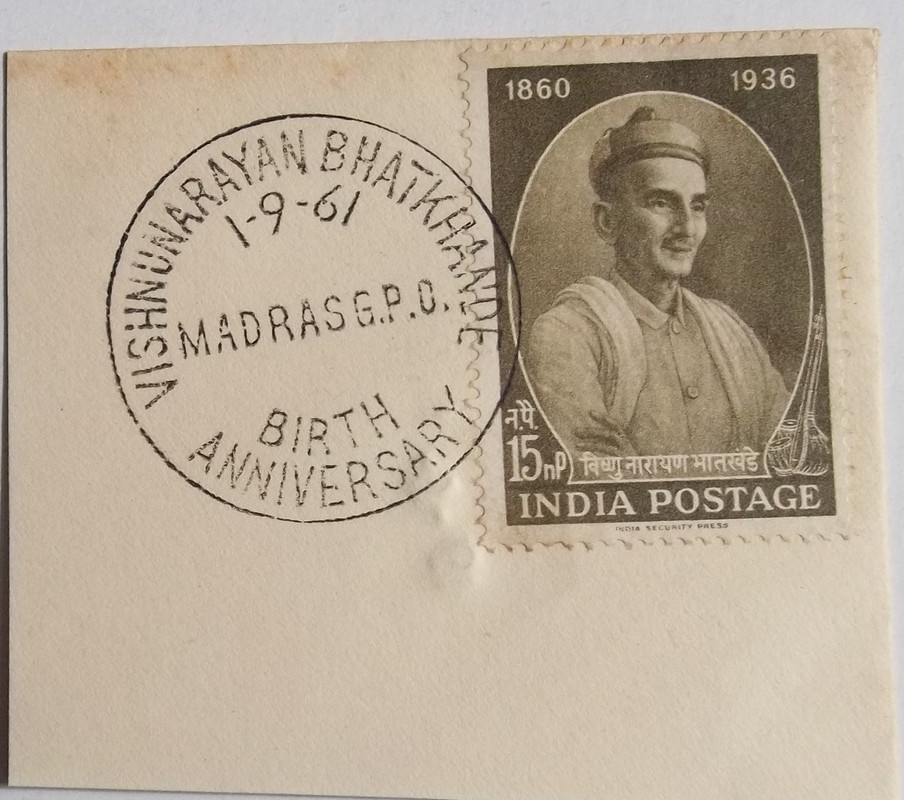 VISHNUNARAYAN BHATKHANDE
1-9-61
MADRAS G.P.O.
BIRTH
ANNIVERSARY
1860 1936
न.पै.
15nP
विष्णु नारायण भातखंडे
INDIA POSTAGE
INDIA SECURITY PRESS